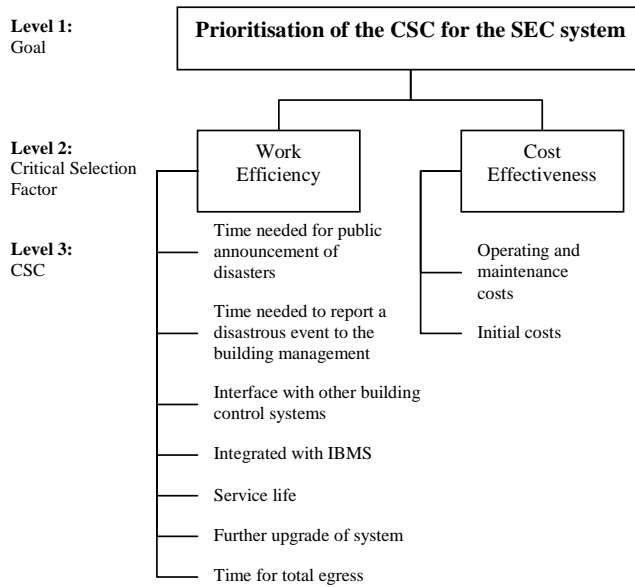 Level 1:
Goal
Prioritisation of the CSC for the SEC system
Level 2:
Critical Selection
Factor
Work
Efficiency
Cost
Effectiveness
Level 3:
CSC
Time needed for public
announcement of
disasters
Time needed to report a
disastrous event to the
building management
Interface with other building
control systems
Integrated with IBMS
Service life
Further upgrade of system
Time for total egress
Operating and
maintenance
costs
Initial costs